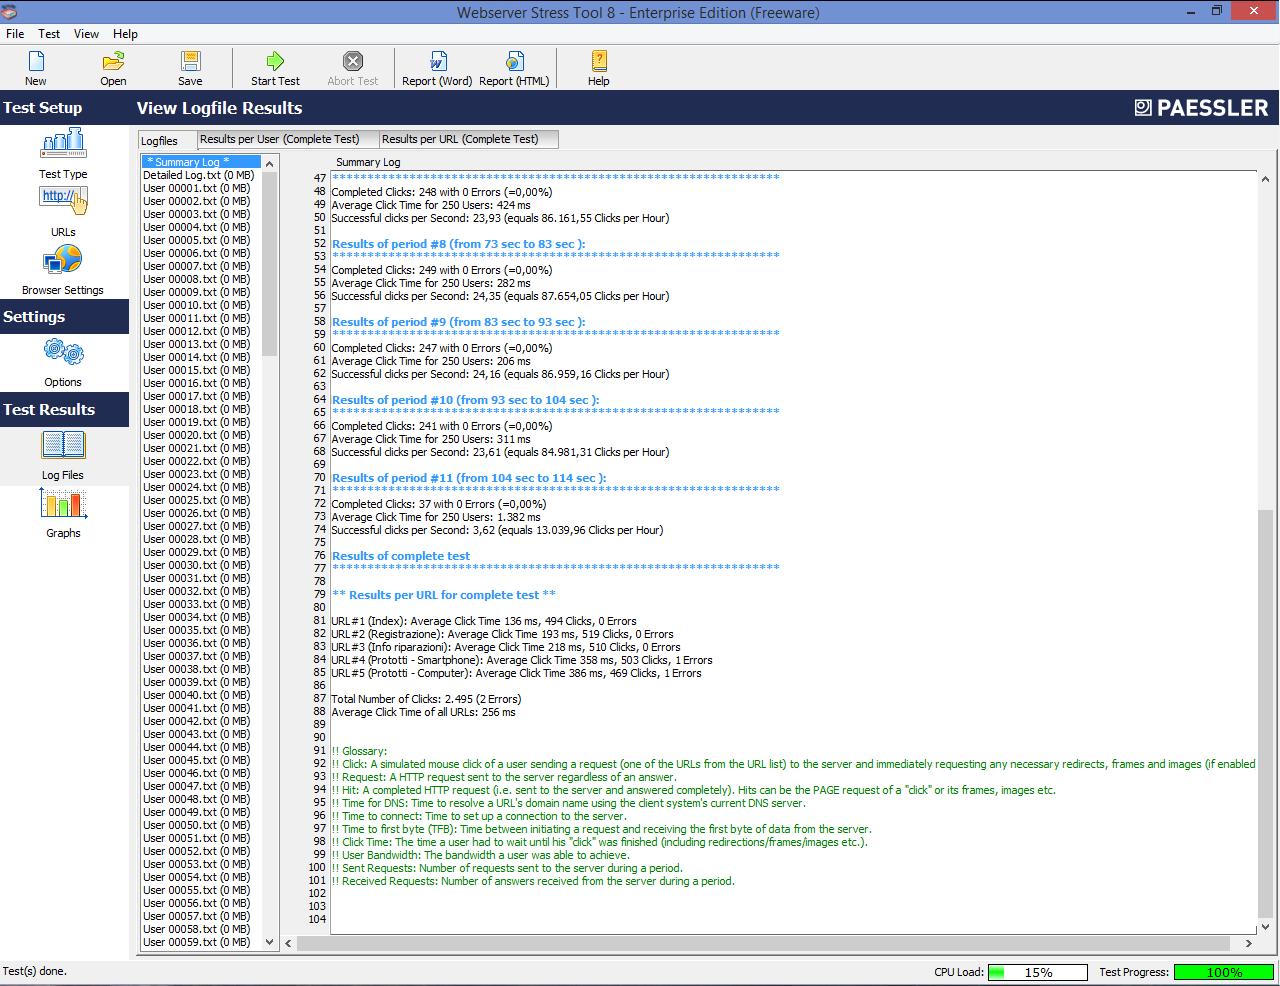 Webserver Stress Tool 8 - Enterprise Edition (Freeware)
File Test View Help
New Open Save Start Test Abort Test Report (Word) Report (HTML) Help
Test Setup
Test Type
http://
URLs
Browser Settings
Settings
Options
Test Results
Log Files
Graphs
View Logfile Results
PAESSLER
Logfiles Results per User (Complete Test) Results per URL (Complete Test)
* Summary Log *
Detailed Log.txt (0 MB)
User 00001.txt (0 MB)
User 00002.txt (0 MB)
User 00003.txt (0 MB)
User 00004.txt (0 MB)
User 00005.txt (0 MB)
User 00006.txt (0 MB)
User 00007.txt (0 MB)
User 00008.txt (0 MB)
User 00009.txt (0 MB)
User 00010.txt (0 MB)
User 00011.txt (0 MB)
User 00012.txt (0 MB)
User 00013.txt (0 MB)
User 00014.txt (0 MB)
User 00015.txt (0 MB)
User 00016.txt (0 MB)
User 00017.txt (0 MB)
User 00018.txt (0 MB)
User 00019.txt (0 MB)
User 00020.txt (0 MB)
User 00021.txt (0 MB)
User 00022.txt (0 MB)
User 00023.txt (0 MB)
User 00024.txt (0 MB)
User 00025.txt (0 MB)
User 00026.txt (0 MB)
User 00027.txt (0 MB)
User 00028.txt (0 MB)
User 00029.txt (0 MB)
User 00030.txt (0 MB)
User 00031.txt (0 MB)
User 00032.txt (0 MB)
User 00033.txt (0 MB)
User 00034.txt (0 MB)
User 00035.txt (0 MB)
User 00036.txt (0 MB)
User 00037.txt (0 MB)
User 00038.txt (0 MB)
User 00039.txt (0 MB)
User 00040.txt (0 MB)
User 00041.txt (0 MB)
User 00042.txt (0 MB)
User 00043.txt (0 MB)
User 00044.txt (0 MB)
User 00045.txt (0 MB)
User 00046.txt (0 MB)
User 00047.txt (0 MB)
User 00048.txt (0 MB)
User 00049.txt (0 MB)
User 00050.txt (0 MB)
User 00051.txt (0 MB)
User 00052.txt (0 MB)
User 00053.txt (0 MB)
User 00054.txt (0 MB)
User 00055.txt (0 MB)
User 00056.txt (0 MB)
User 00057.txt (0 MB)
User 00058.txt (0 MB)
User 00059.txt (0 MB)
Summary Log
47 ****************************************************************
48 Completed Clicks: 248 with 0 Errors (=0,00%)
49 Average Click Time for 250 Users: 424 ms
50 Successful clicks per Second: 23,93 (equals 86.161,55 Clicks per Hour)
51
52 Results of period #8 (from 73 sec to 83 sec ):
53 ****************************************************************
54 Completed Clicks: 249 with 0 Errors (=0,00%)
55 Average Click Time for 250 Users: 282 ms
56 Successful clicks per Second: 24,35 (equals 87.654,05 Clicks per Hour)
57
58 Results of period #9 (from 83 sec to 93 sec ):
59 ****************************************************************
60 Completed Clicks: 247 with 0 Errors (=0,00%)
61 Average Click Time for 250 Users: 206 ms
62 Successful clicks per Second: 24,16 (equals 86.959,16 Clicks per Hour)
63
64 Results of period #10 (from 93 sec to 104 sec ):
65 ****************************************************************
66 Completed Clicks: 241 with 0 Errors (=0,00%)
67 Average Click Time for 250 Users: 311 ms
68 Successful clicks per Second: 23,61 (equals 84.981,31 Clicks per Hour)
69
70 Results of period #11 (from 104 sec to 114 sec ):
71 ****************************************************************
72 Completed Clicks: 37 with 0 Errors (=0,00%)
73 Average Click Time for 250 Users: 1.382 ms
74 Successful clicks per Second: 3,62 (equals 13.039,96 Clicks per Hour)
75
76 Results of complete test
77 ****************************************************************
78
79 ** Results per URL for complete test **
80
81 URL#1 (Index): Average Click Time 136 ms, 494 Clicks, 0 Errors
82 URL#2 (Registrazione): Average Click Time 193 ms, 519 Clicks, 0 Errors
83 URL#3 (Info riparazioni): Average Click Time 218 ms, 510 Clicks, 0 Errors
84 URL#4 (Prototti - Smartphone): Average Click Time 358 ms, 503 Clicks, 1 Errors
85 URL#5 (Prototti - Computer): Average Click Time 386 ms, 469 Clicks, 1 Errors
86
87 Total Number of Clicks: 2.495 (2 Errors)
88 Average Click Time of all URLs: 256 ms
89
90
91 !! Glossary:
92 !! Click: A simulated mouse click of a user sending a request (one of the URLs from the URL list) to the server and immediately requesting any necessary redirects, frames and images (if enabled
93 !! Request: A HTTP request sent to the server regardless of an answer.
94 !! Hit: A completed HTTP request (i.e. sent to the server and answered completely). Hits can be the PAGE request of a "click" or its frames, images etc.
95 !! Time for DNS: Time to resolve a URL's domain name using the client system's current DNS server.
96 !! Time to connect: Time to set up a connection to the server.
97 !! Time to first byte (TFB): Time between initiating a request and receiving the first byte of data from the server.
98 !! Click Time: The time a user had to wait until his "click" was finished (including redirections/frames/images etc.).
99 !! User Bandwidth: The bandwidth a user was able to achieve.
100 !! Sent Requests: Number of requests sent to the server during a period.
101 !! Received Requests: Number of answers received from the server during a period.
102
103
104
Test(s) done.
CPU Load: 15% Test Progress: 100%